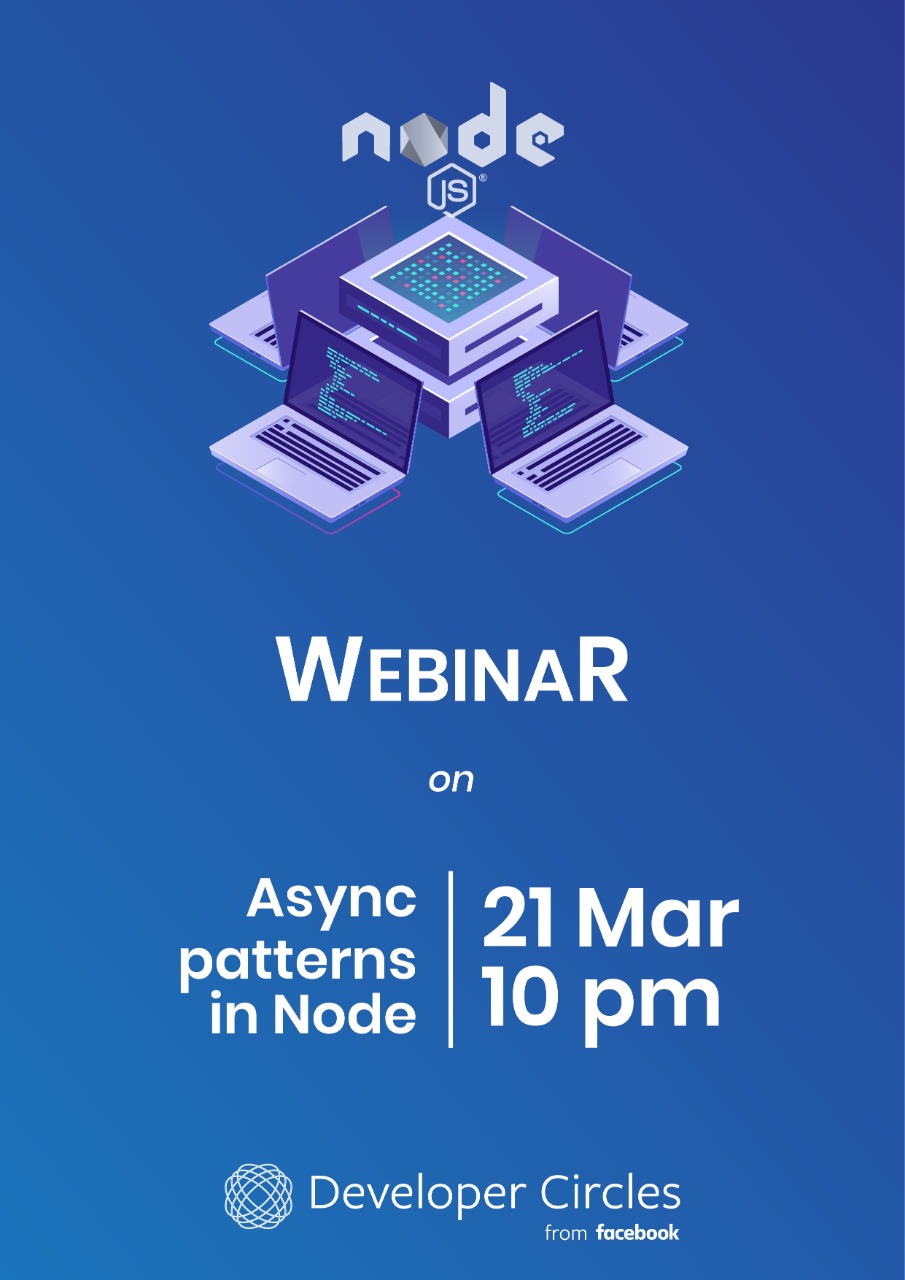 node
JS®
WEBINAR
on
Async
patterns
in Node
21 Mar
10 pm
Developer Circles
from facebook